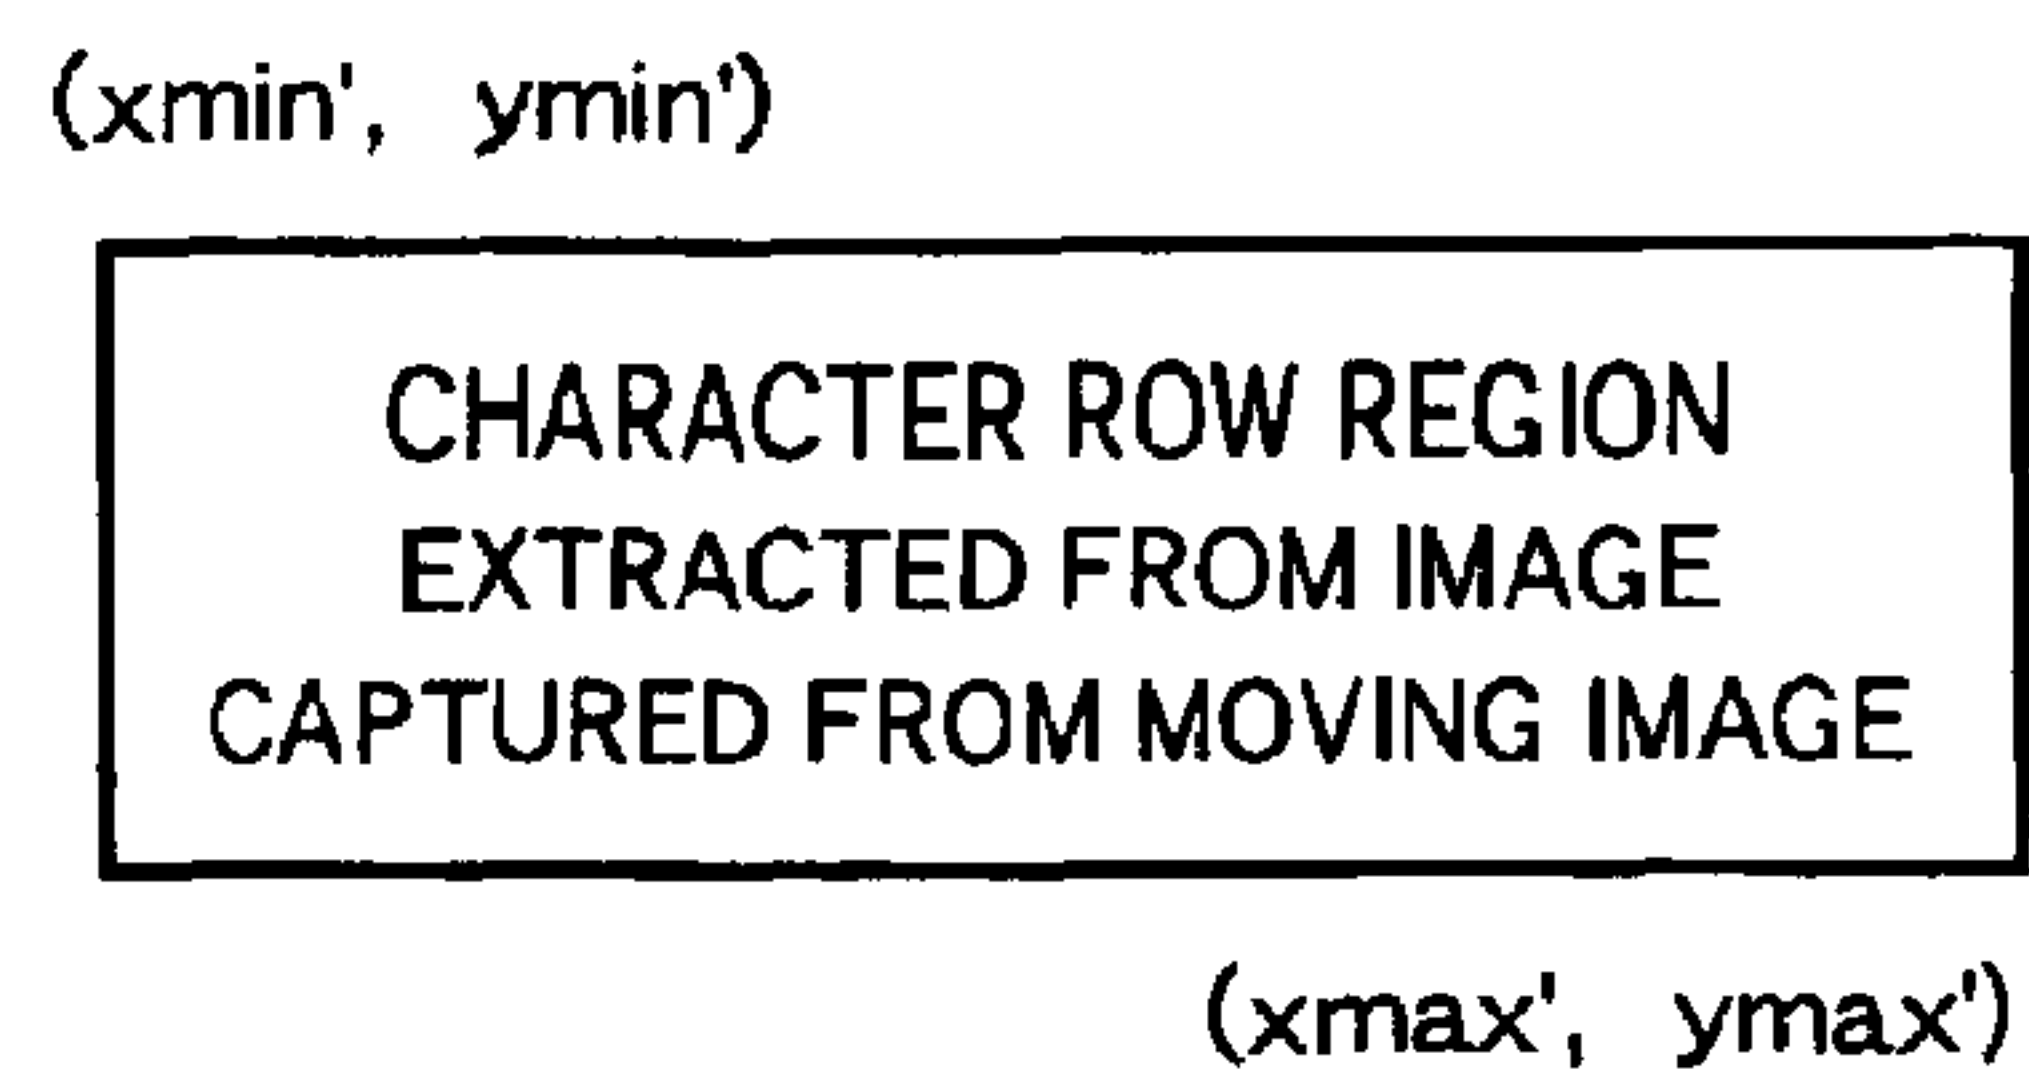 (xmin', ymin')
CHARACTER ROW REGION
EXTRACTED FROM IMAGE
CAPTURED FROM MOVING IMAGE
(xmax', ymax')